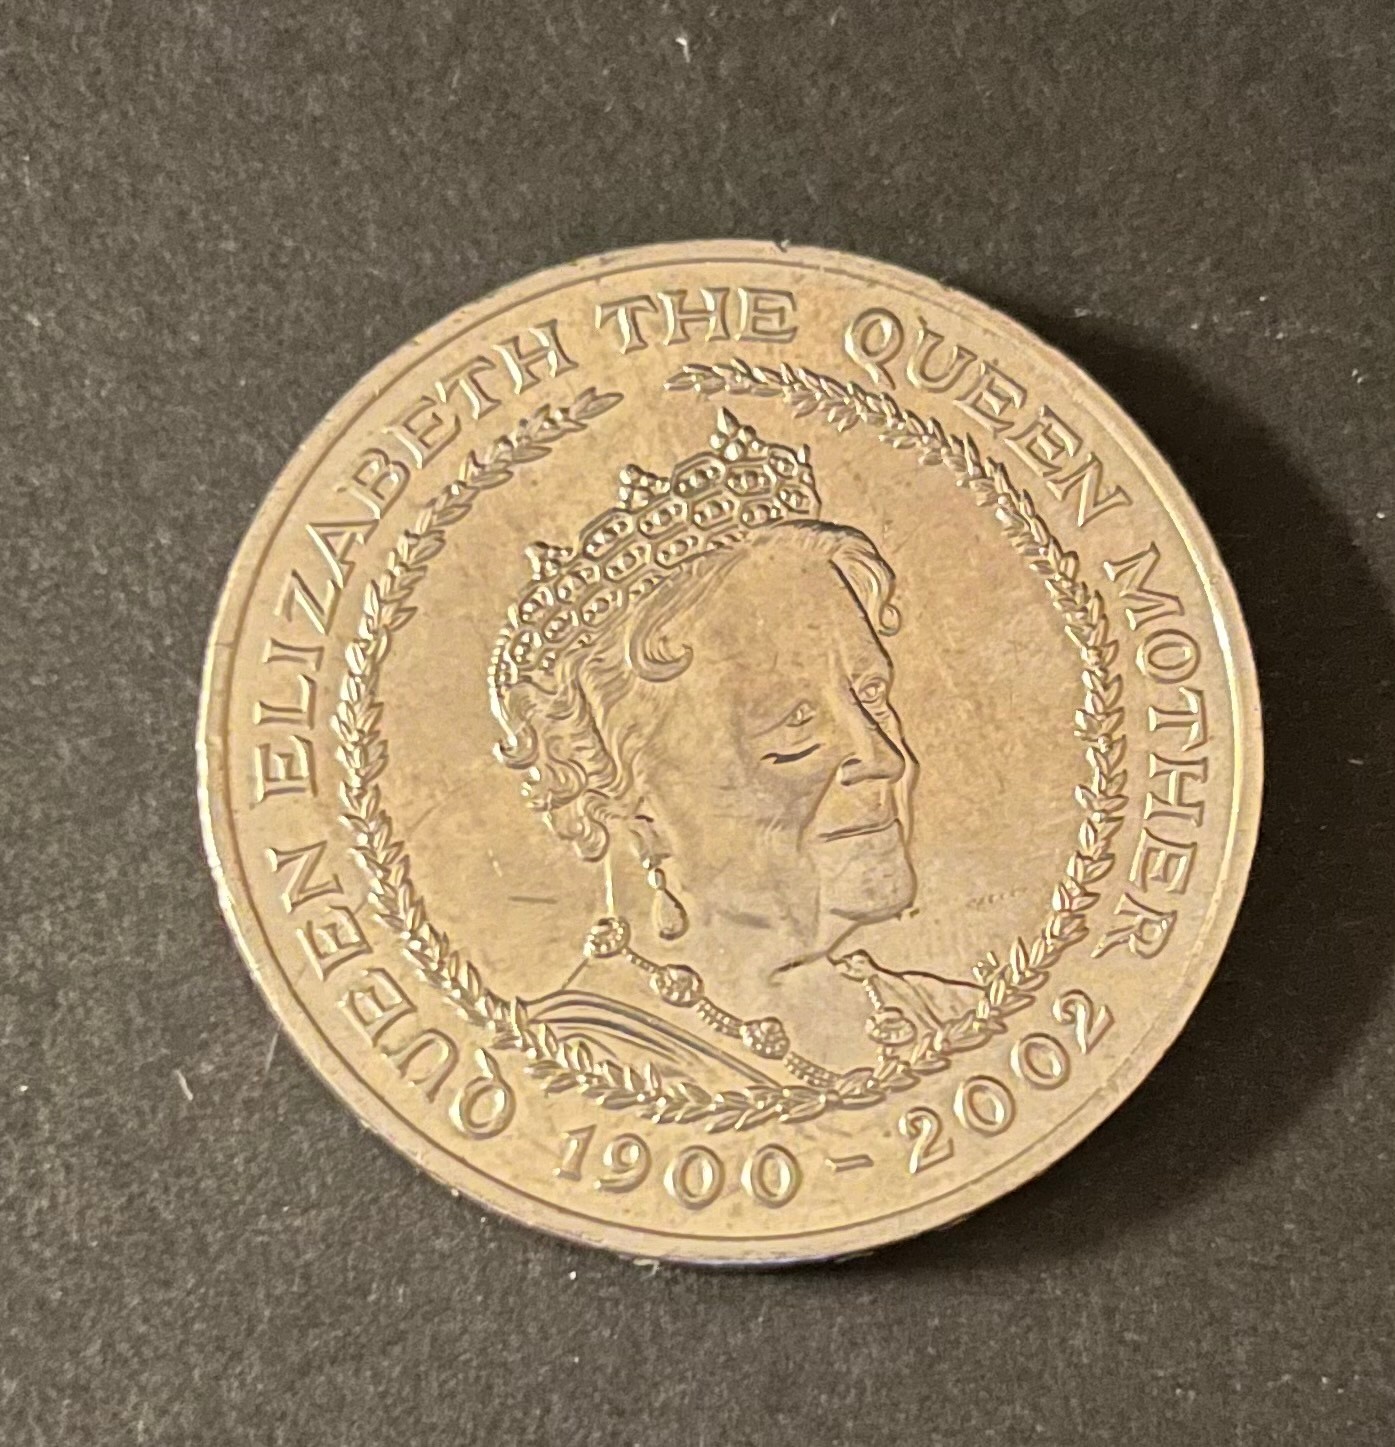 QUEEN ELIZABETH THE QUEEN MOTHER
1900-2002